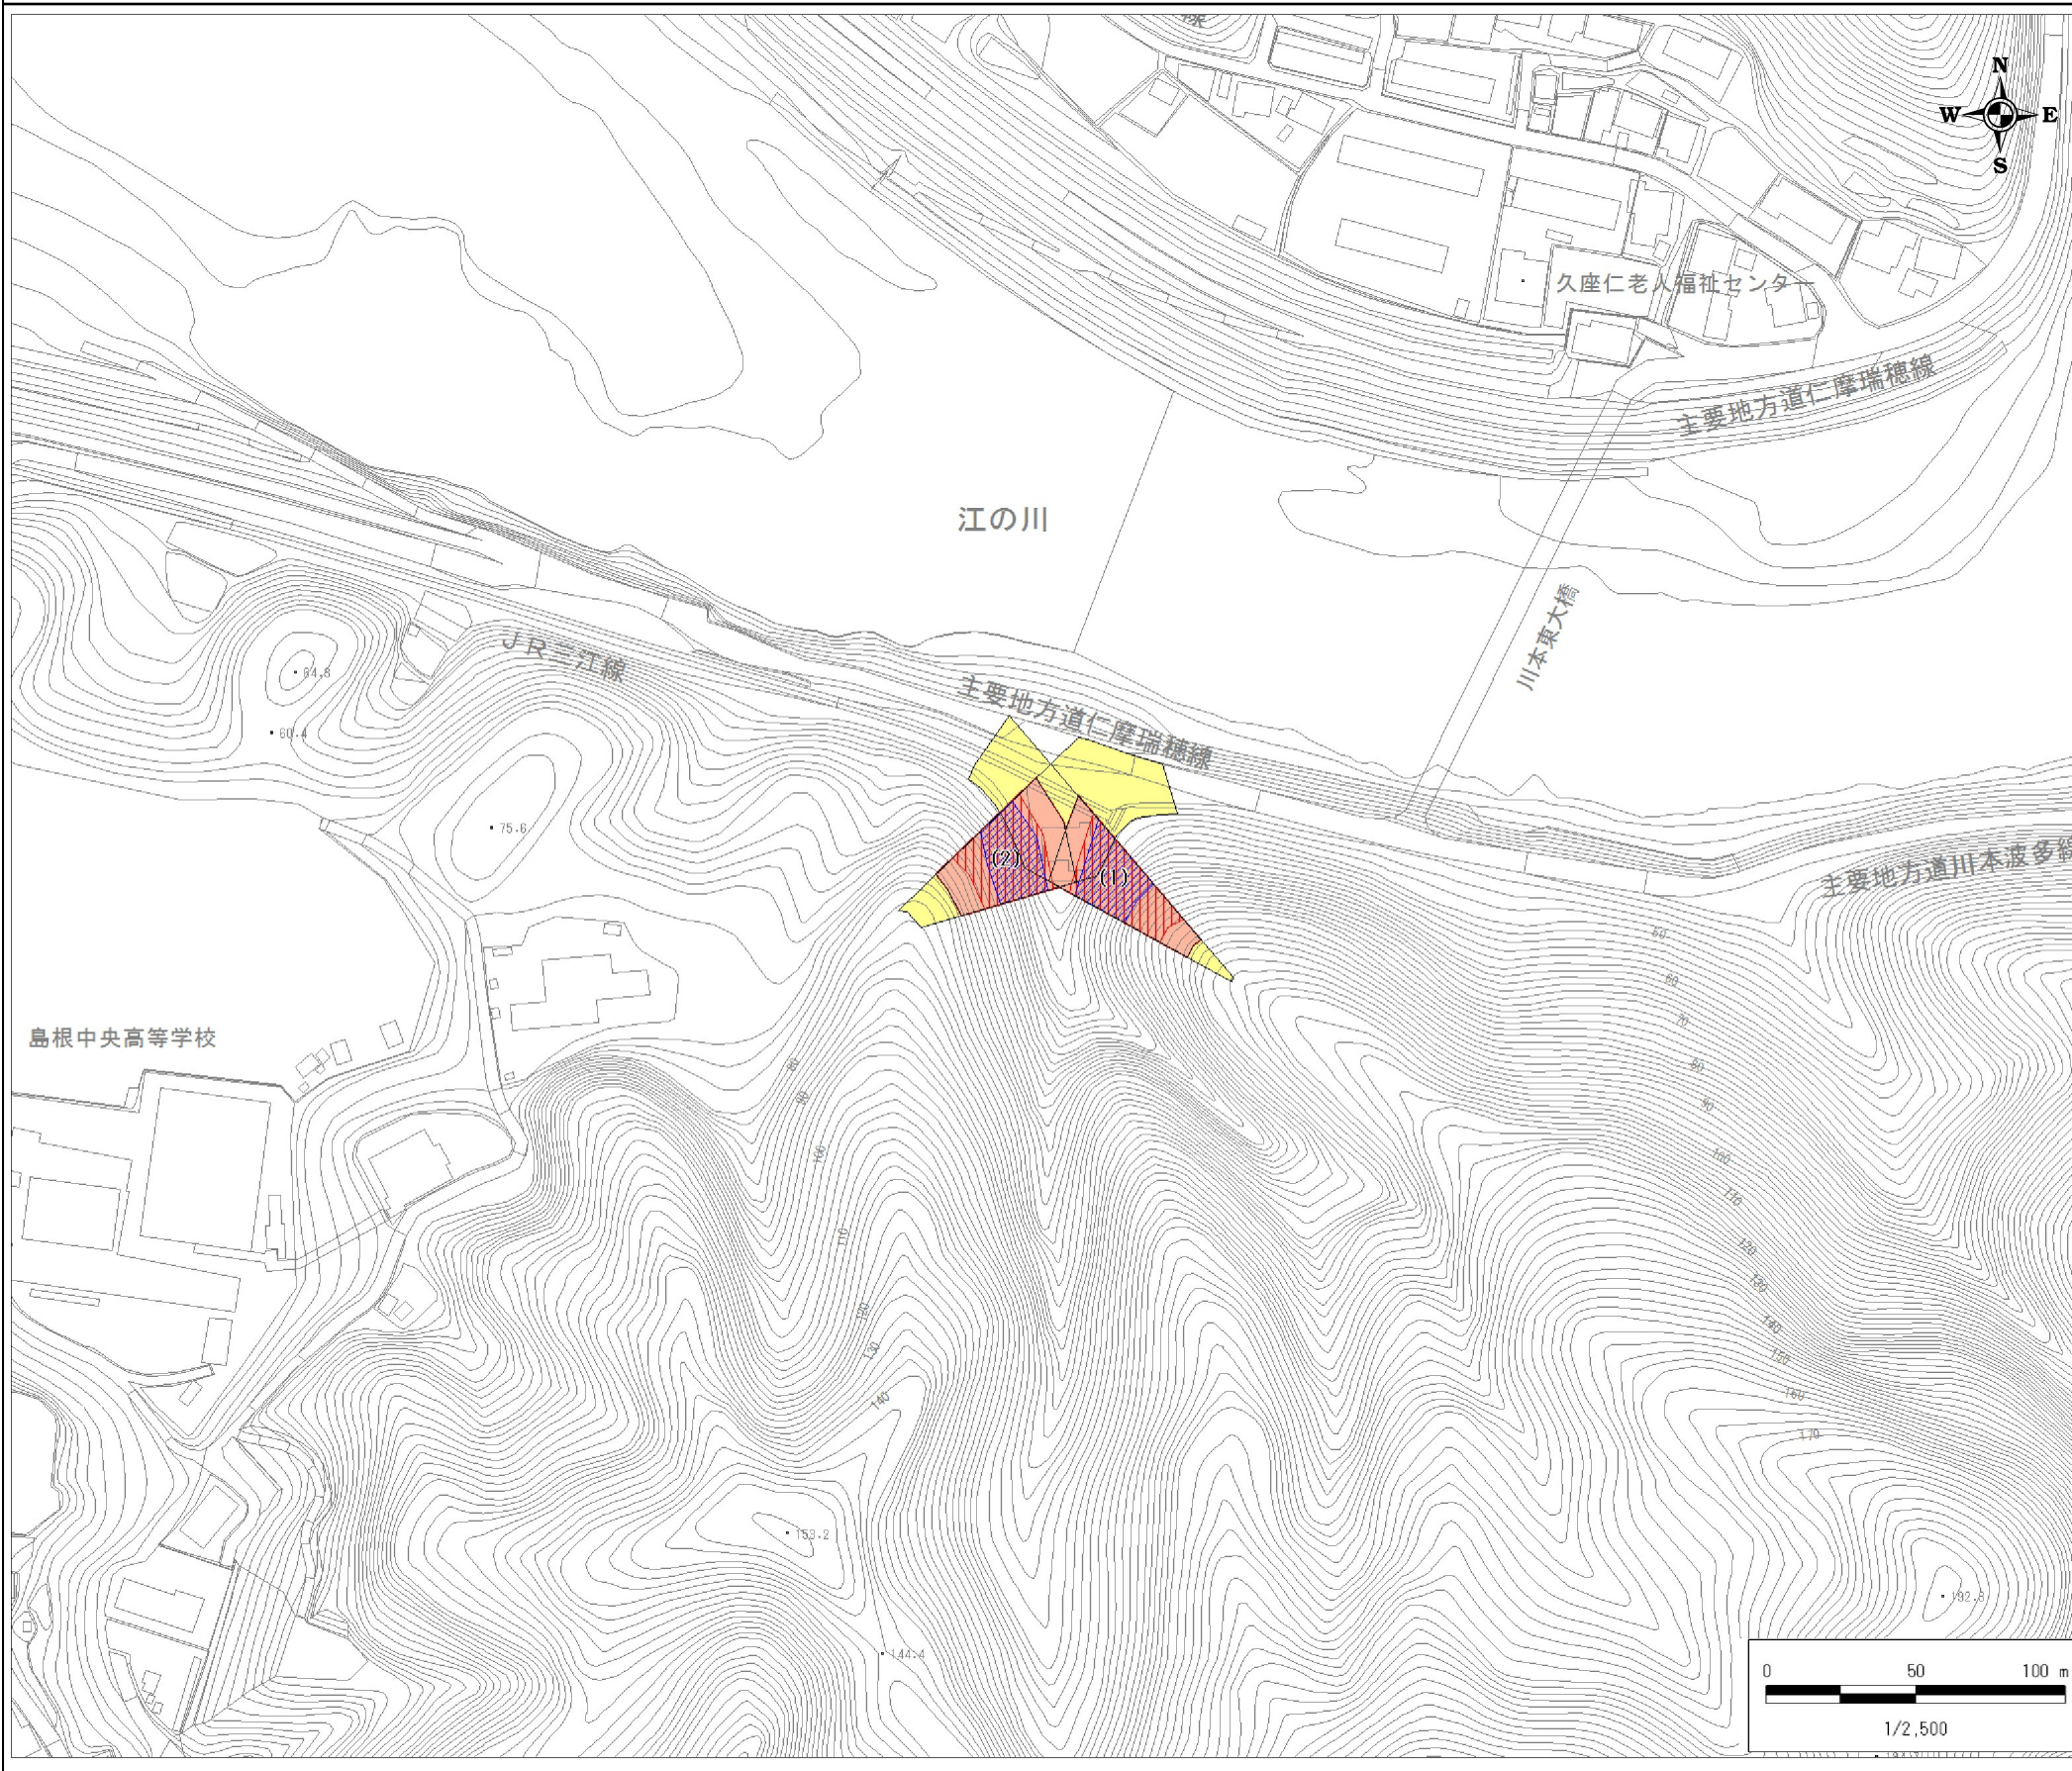 線
N
W E
S
久座仁老人福祉センター
主要地方道仁摩瑞穂線
江の川
川本東大橋
JR三江線
64.8
主要地方道仁摩瑞穂線
60.4
75.6
(2)
(1)
主要地方道川本波多線
50
60
70
80
90
100
110
120
130
140
150
160
170
島根中央高等学校
80
90
100
110
120
130
140
153.2
192.8
144.4
0 50 100 m
1/2,500